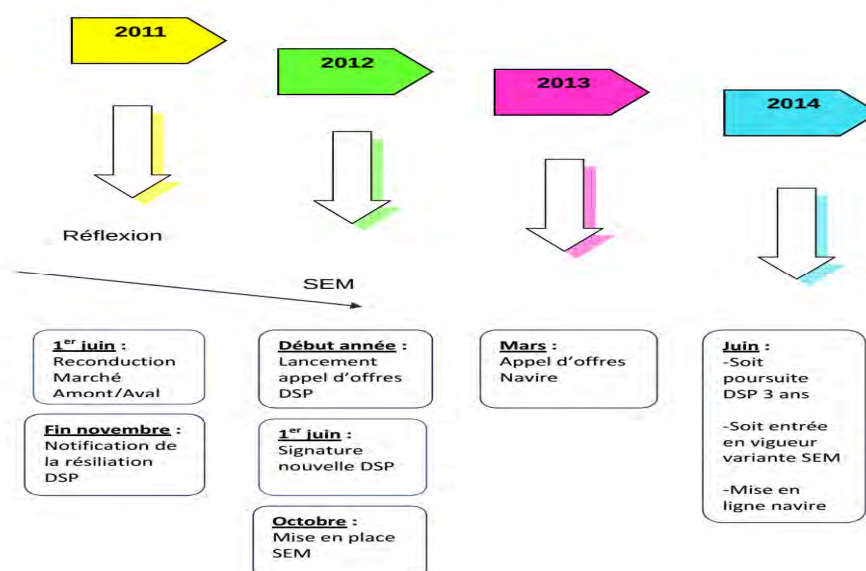 2011
2012
2013
2014
Réflexion
SEM
1er juin :
Reconduction
Marché
Amont/Aval
Fin novembre :
Notification de
la résiliation
DSP
Début année :
Lancement
appel d'offres
DSP
1er juin :
Signature
nouvelle DSP
Octobre :
Mise en place
SEM
Mars :
Appel d'offres
Navire
Juin :
-Soit
poursuite
DSP 3 ans
-Soit entrée
en vigueur
variante SEM
-Mise en
ligne navire